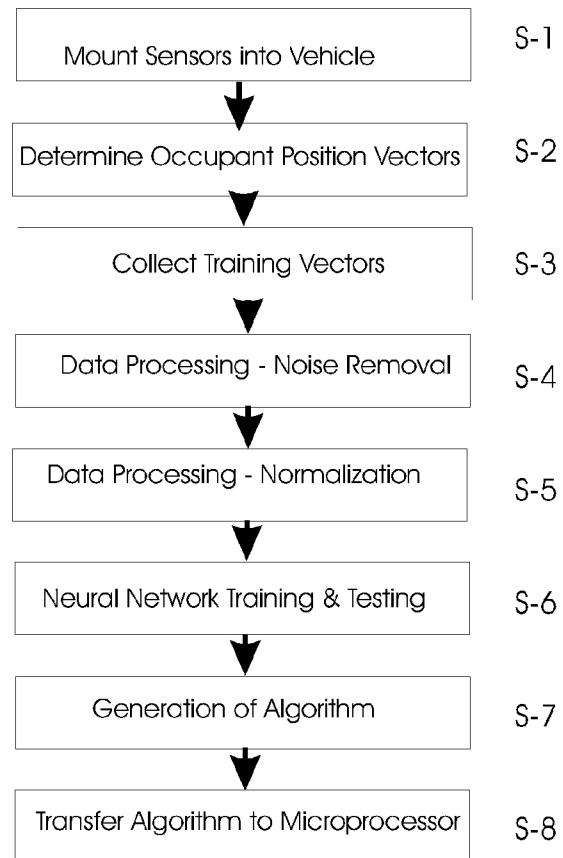 Mount Sensors into Vehicle S-1
Determine Occupant Position Vectors S-2
Collect Training Vectors S-3
Data Processing - Noise Removal S-4
Data Processing - Normalization S-5
Neural Network Training & Testing S-6
Generation of Algorithm S-7
Transfer Algorithm to Microprocessor S-8